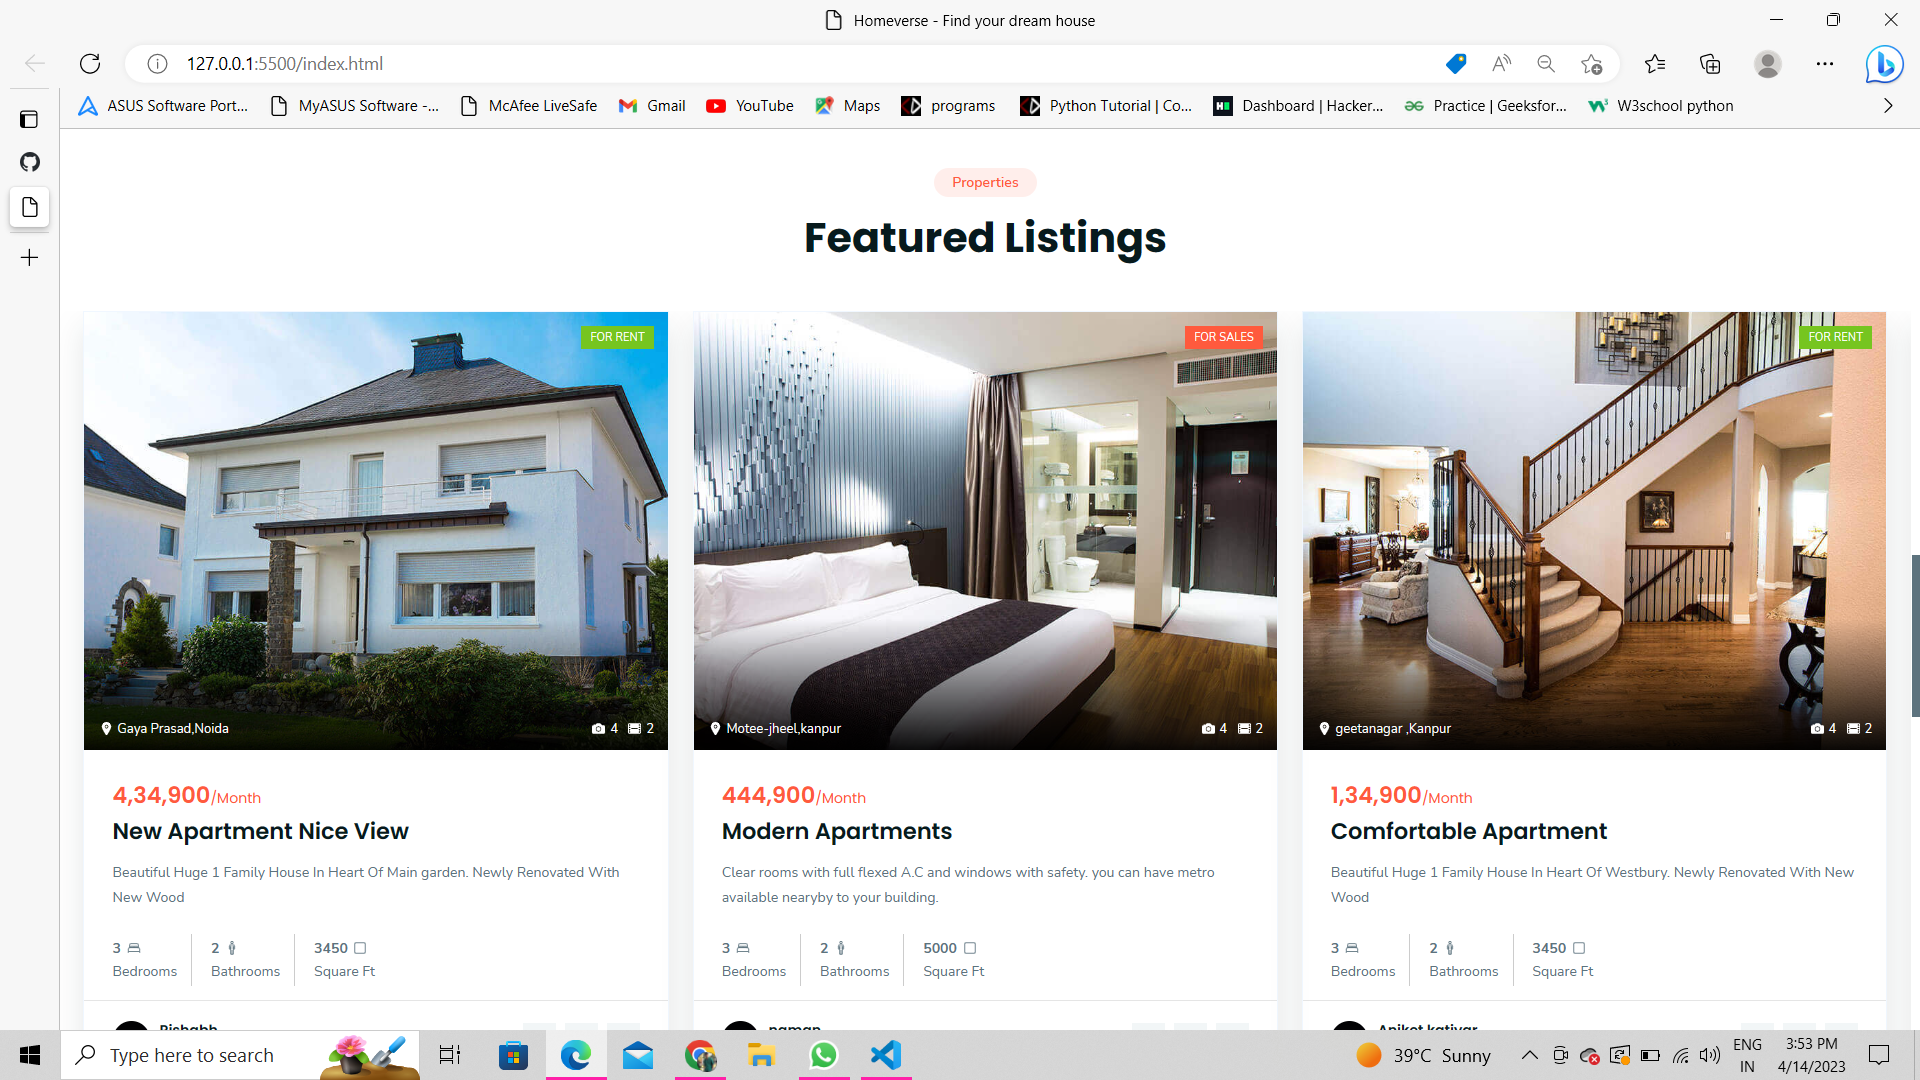 Homeverse - Find your dream house
127.0.0.1:5500/index.html
ASUS Software Port...
MyASUS Software -...
McAfee LiveSafe
Gmail
YouTube
Maps
programs
Python Tutorial | Co...
Dashboard | Hacker...
Practice | Geeksfor...
W3school python
Properties
Featured Listings
FOR RENT
Gaya Prasad,Noida
4
2
4,34,900/Month
New Apartment Nice View
Beautiful Huge 1 Family House In Heart Of Main garden. Newly Renovated With
New Wood
3
Bedrooms
2
Bathrooms
3450
Square Ft
Rishabh
FOR SALES
Motee-jheel,kanpur
4
2
444,900/Month
Modern Apartments
Clear rooms with full flexed A.C and windows with safety. you can have metro
available nearyby to your building.
3
Bedrooms
2
Bathrooms
5000
Square Ft
naman
FOR RENT
geetanagar ,Kanpur
4
2
1,34,900/Month
Comfortable Apartment
Beautiful Huge 1 Family House In Heart Of Westbury. Newly Renovated With New
Wood
3
Bedrooms
2
Bathrooms
3450
Square Ft
Aniket katiyar
Type here to search
39°C Sunny
ENG
IN
3:53 PM
4/14/2023